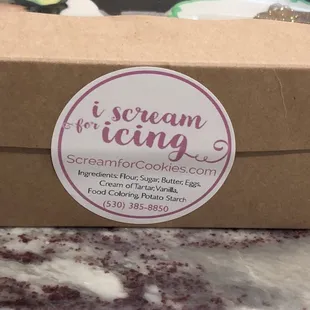 i scream
for icing
ScreamforCookies.com
Ingredients: Flour, Sugar, Butter, Eggs,
Cream of Tartar, Vanilla,
Food Coloring, Potato Starch
(530) 385-8850